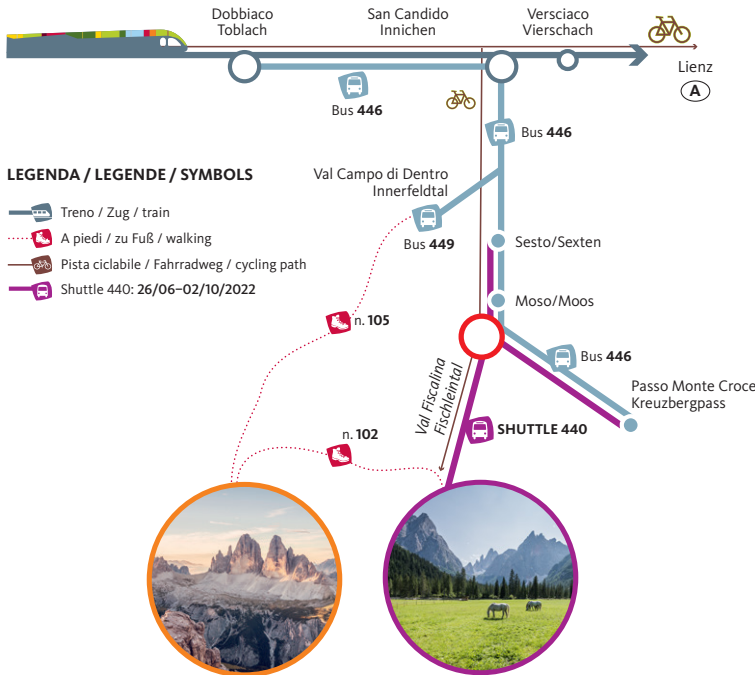 Dobbiaco
Toblach
San Candido
Innichen
Versciaco
Vierschach
Lienz
A
Bus 446
Bus 446
LEGENDA / LEGENDE / SYMBOLS
Treno / Zug / train
A piedi / zu Fuß / walking
Pista ciclabile / Fahrradweg / cycling path
Shuttle 440: 26/06–02/10/2022
Val Campo di Dentro
Innerfeldtal
Bus 449
Sesto/Sexten
Moso/Moos
n. 105
Bus 446
Passo Monte Croce
Kreuzbergpass
Val Fiscalina
Fischleintal
SHUTTLE 440
n. 102